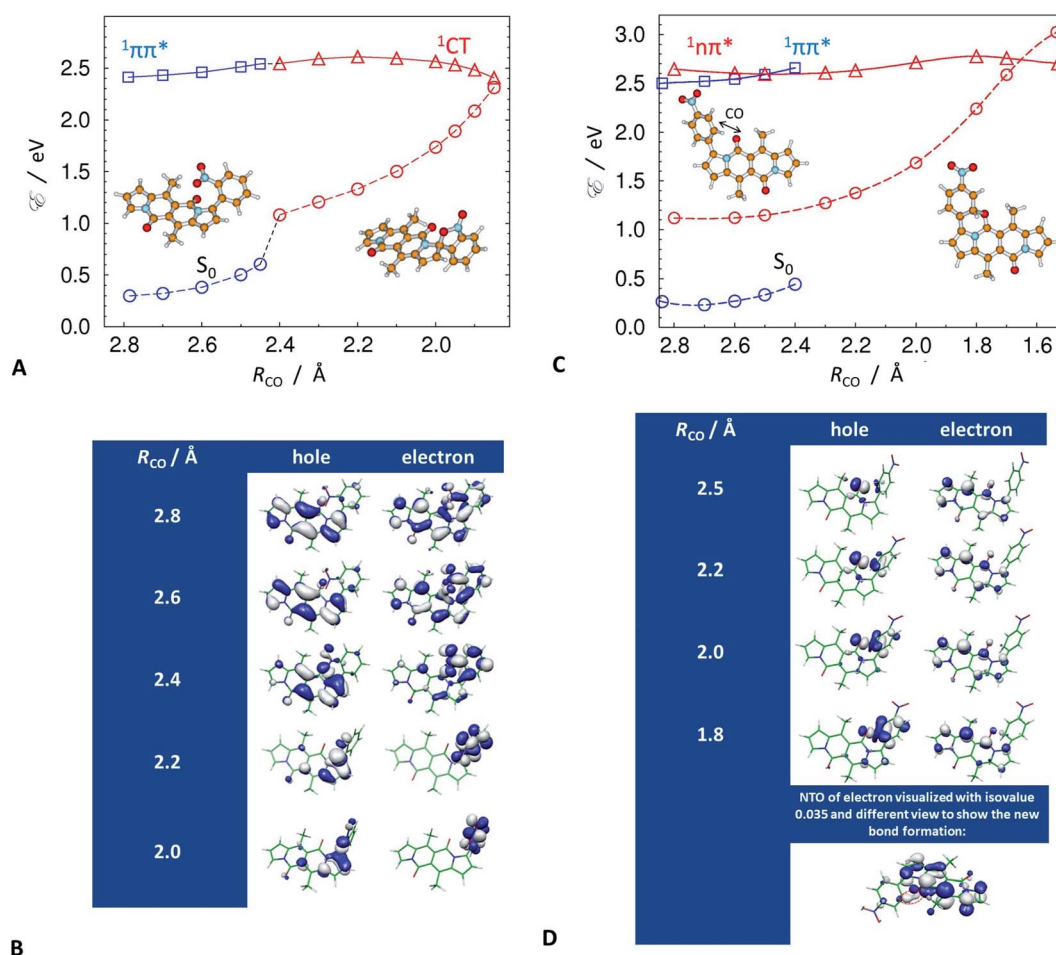 ¹ππ*
¹CT
3.0
2.5
2.0
1.5
1.0
0.5
0.0
ℰ / eV
S₀
2.8
2.6
2.4
2.2
2.0
R_CO / Å
A
¹nπ*
¹ππ*
3.0
2.5
2.0
1.5
1.0
0.5
0.0
ℰ / eV
CO
S₀
2.8
2.6
2.4
2.2
2.0
1.8
1.6
R_CO / Å
C
R_CO / Å
hole
electron
2.8
2.6
2.4
2.2
2.0
B
R_CO / Å
hole
electron
2.5
2.2
2.0
1.8
NTO of electron visualized with isovalue
0.035 and different view to show the new
bond formation:
D